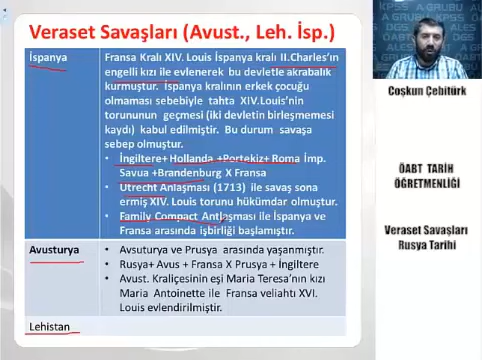 Veraset Savaşları (Avust., Leh. İsp.)
İspanya
Fransa Kralı XIV. Louis İspanya kralı II.Charles'ın
engelli kızı ile evlenerek bu devletle akrabalık
kurmuştur. İspanya kralının erkek çocuğu
olmaması sebebiyle tahta XIV.Louis'nin
torununun geçmesi (iki devletin birleşmemesi
kaydı) kabul edilmiştir. Bu durum savaşa
sebep olmuştur.
• İngiltere+ Hollanda +Portekiz+ Roma İmp.
Savua +Brandenburg X Fransa
• Utrecht Anlaşması (1713) ile savaş sona
ermiş XIV. Louis torunu hükümdar olmuştur.
• Family Compact Antlaşması ile İspanya ve
Fransa arasında işbirliği başlamıştır.
Avusturya
• Avsuturya ve Prusya arasında yaşanmıştır.
• Rusya+ Avus + Fransa X Prusya + İngiltere
• Avust. Kraliçesinin eşi Maria Teresa'nın kızı
Maria Antoinette ile Fransa veliahtı XVI.
Louis evlendirilmiştir.
Lehistan
Coşkun Çebitürk
ÖABT TARİH
ÖĞRETMENLİĞİ
Veraset Savaşları
Rusya Tarihi